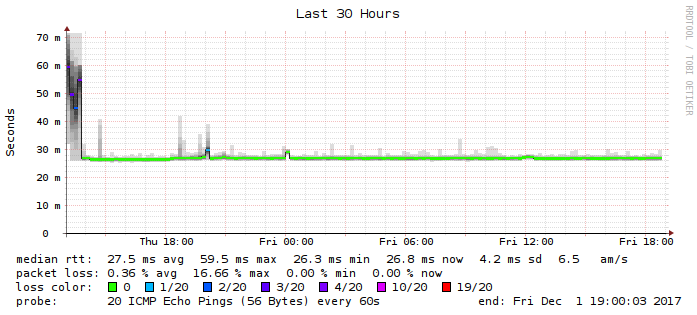 Last 30 Hours
RRDTOOL / TOBI OETIKER
Seconds
70 m
60 m
50 m
40 m
30 m
20 m
10 m
0
Thu 18:00 Fri 00:00 Fri 06:00 Fri 12:00 Fri 18:00
median rtt: 27.5 ms avg 59.5 ms max 26.3 ms min 26.8 ms now 4.2 ms sd 6.5 am/s
packet loss: 0.36 % avg 16.66 % max 0.00 % min 0.00 % now
loss color: 0 1/20 2/20 3/20 4/20 10/20 19/20
probe: 20 ICMP Echo Pings (56 Bytes) every 60s end: Fri Dec 1 19:00:03 2017